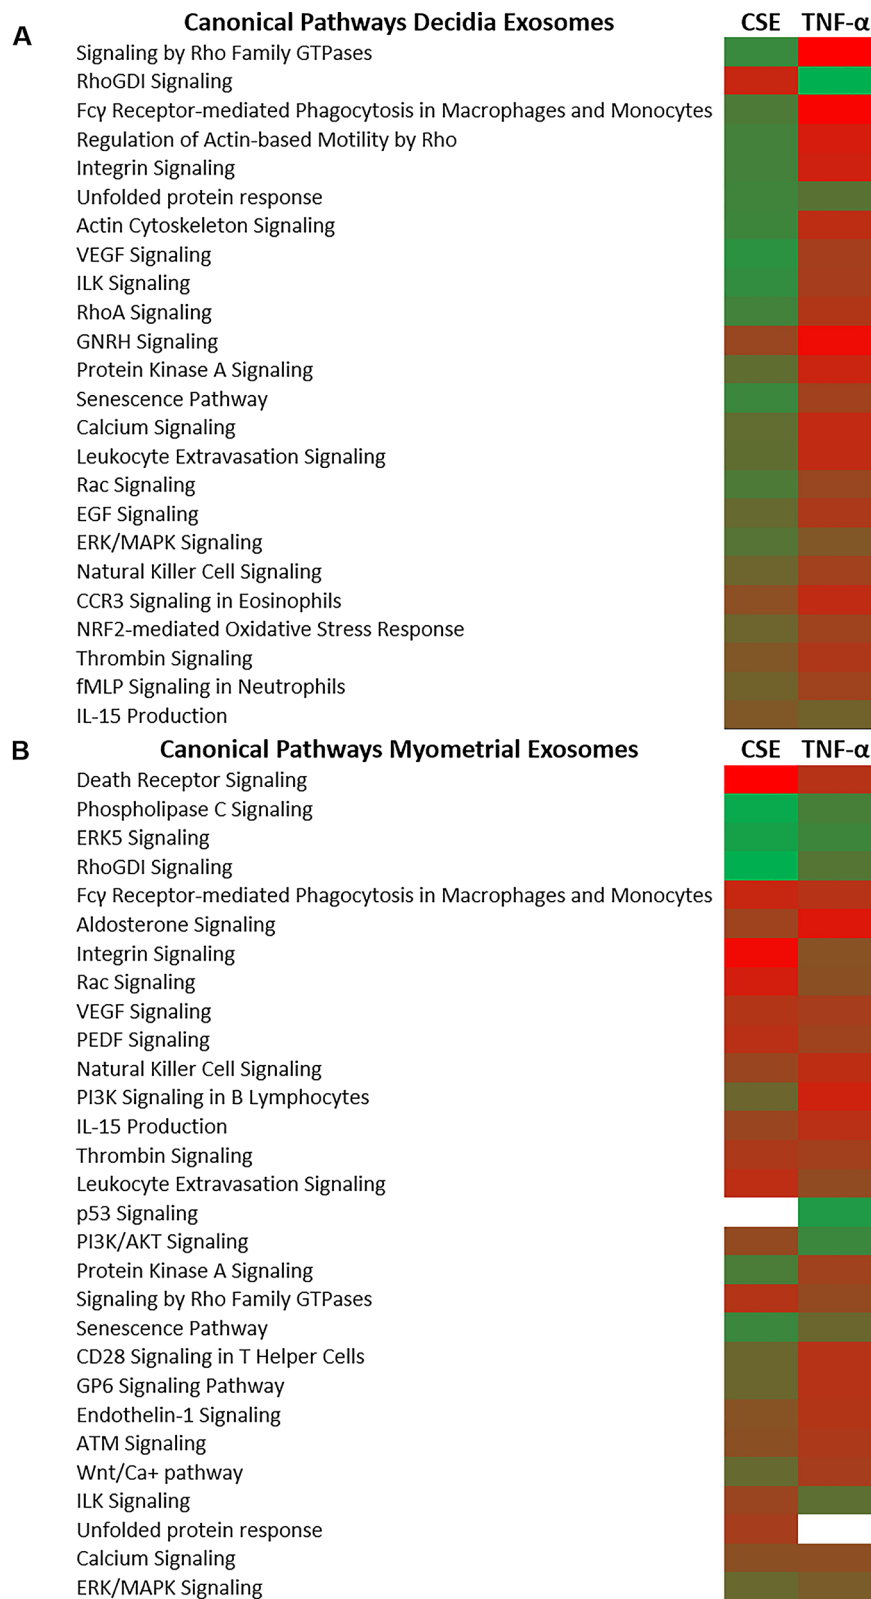 A Canonical Pathways Decidia Exosomes CSE TNF-α
Signaling by Rho Family GTPases
RhoGDI Signaling
Fcγ Receptor-mediated Phagocytosis in Macrophages and Monocytes
Regulation of Actin-based Motility by Rho
Integrin Signaling
Unfolded protein response
Actin Cytoskeleton Signaling
VEGF Signaling
ILK Signaling
RhoA Signaling
GNRH Signaling
Protein Kinase A Signaling
Senescence Pathway
Calcium Signaling
Leukocyte Extravasation Signaling
Rac Signaling
EGF Signaling
ERK/MAPK Signaling
Natural Killer Cell Signaling
CCR3 Signaling in Eosinophils
NRF2-mediated Oxidative Stress Response
Thrombin Signaling
fMLP Signaling in Neutrophils
IL-15 Production
B Canonical Pathways Myometrial Exosomes CSE TNF-α
Death Receptor Signaling
Phospholipase C Signaling
ERK5 Signaling
RhoGDI Signaling
Fcγ Receptor-mediated Phagocytosis in Macrophages and Monocytes
Aldosterone Signaling
Integrin Signaling
Rac Signaling
VEGF Signaling
PEDF Signaling
Natural Killer Cell Signaling
PI3K Signaling in B Lymphocytes
IL-15 Production
Thrombin Signaling
Leukocyte Extravasation Signaling
p53 Signaling
PI3K/AKT Signaling
Protein Kinase A Signaling
Signaling by Rho Family GTPases
Senescence Pathway
CD28 Signaling in T Helper Cells
GP6 Signaling Pathway
Endothelin-1 Signaling
ATM Signaling
Wnt/Ca+ pathway
ILK Signaling
Unfolded protein response
Calcium Signaling
ERK/MAPK Signaling